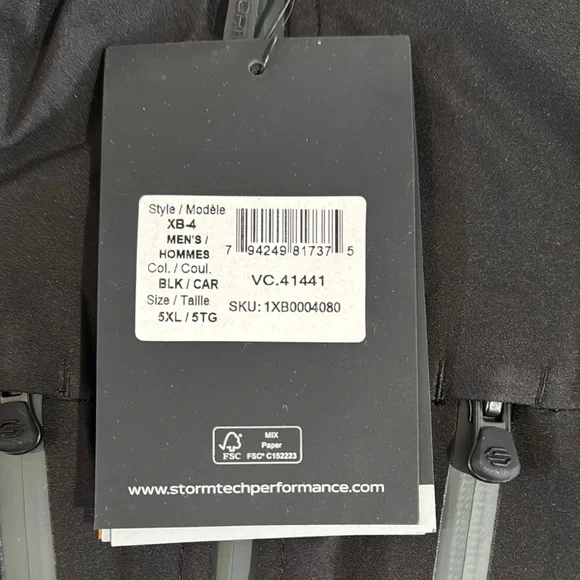 Style / Modèle
XB-4
MEN'S /
HOMMES
Col. / Coul.
BLK / CAR
Size / Taille
5XL / 5TG
7 94249 81737 5
VC.41441
SKU: 1XB0004080
FSC
MIX
Paper
FSC® C152223
www.stormtechperformance.com